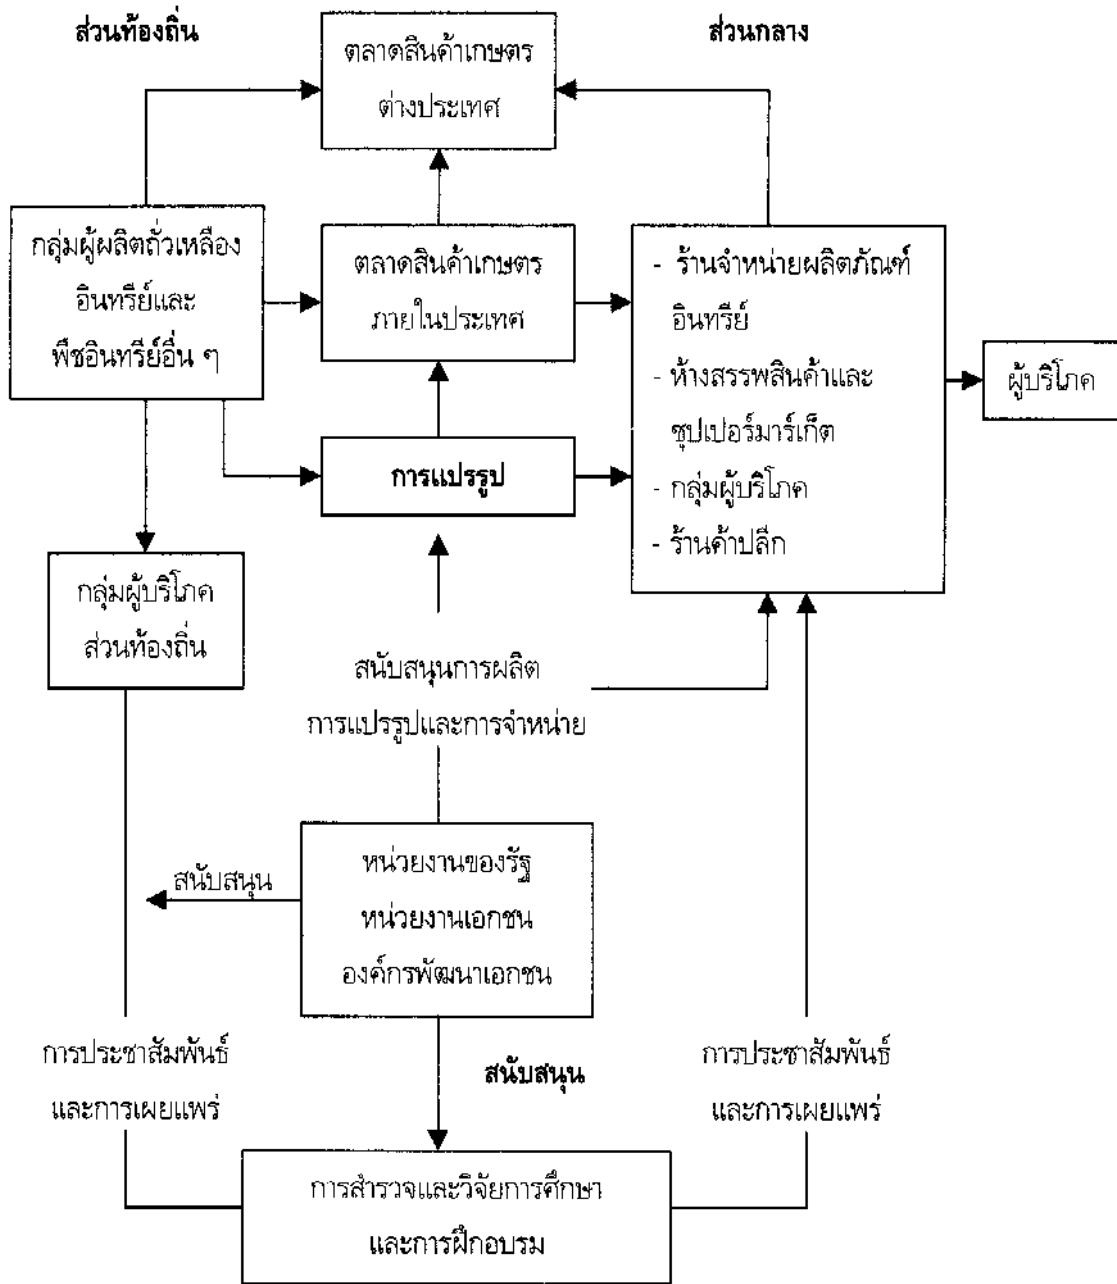 ส่วนท้องถิ่น
ส่วนกลาง
ตลาดสินค้าเกษตร
ต่างประเทศ
กลุ่มผู้ผลิตถั่วเหลือง
อินทรีย์และ
พืชอินทรีย์อื่น ๆ
ตลาดสินค้าเกษตร
ภายในประเทศ
- ร้านจำหน่ายผลิตภัณฑ์
อินทรีย์
- ห้างสรรพสินค้าและ
ซุปเปอร์มาร์เก็ต
- กลุ่มผู้บริโภค
- ร้านค้าปลีก
ผู้บริโภค
การแปรรูป
กลุ่มผู้บริโภค
ส่วนท้องถิ่น
สนับสนุนการผลิต
การแปรรูปและการจำหน่าย
สนับสนุน
หน่วยงานของรัฐ
หน่วยงานเอกชน
องค์กรพัฒนาเอกชน
การประชาสัมพันธ์
และการเผยแพร่
สนับสนุน
การประชาสัมพันธ์
และการเผยแพร่
การสำรวจและวิจัยการศึกษา
และการฝึกอบรม